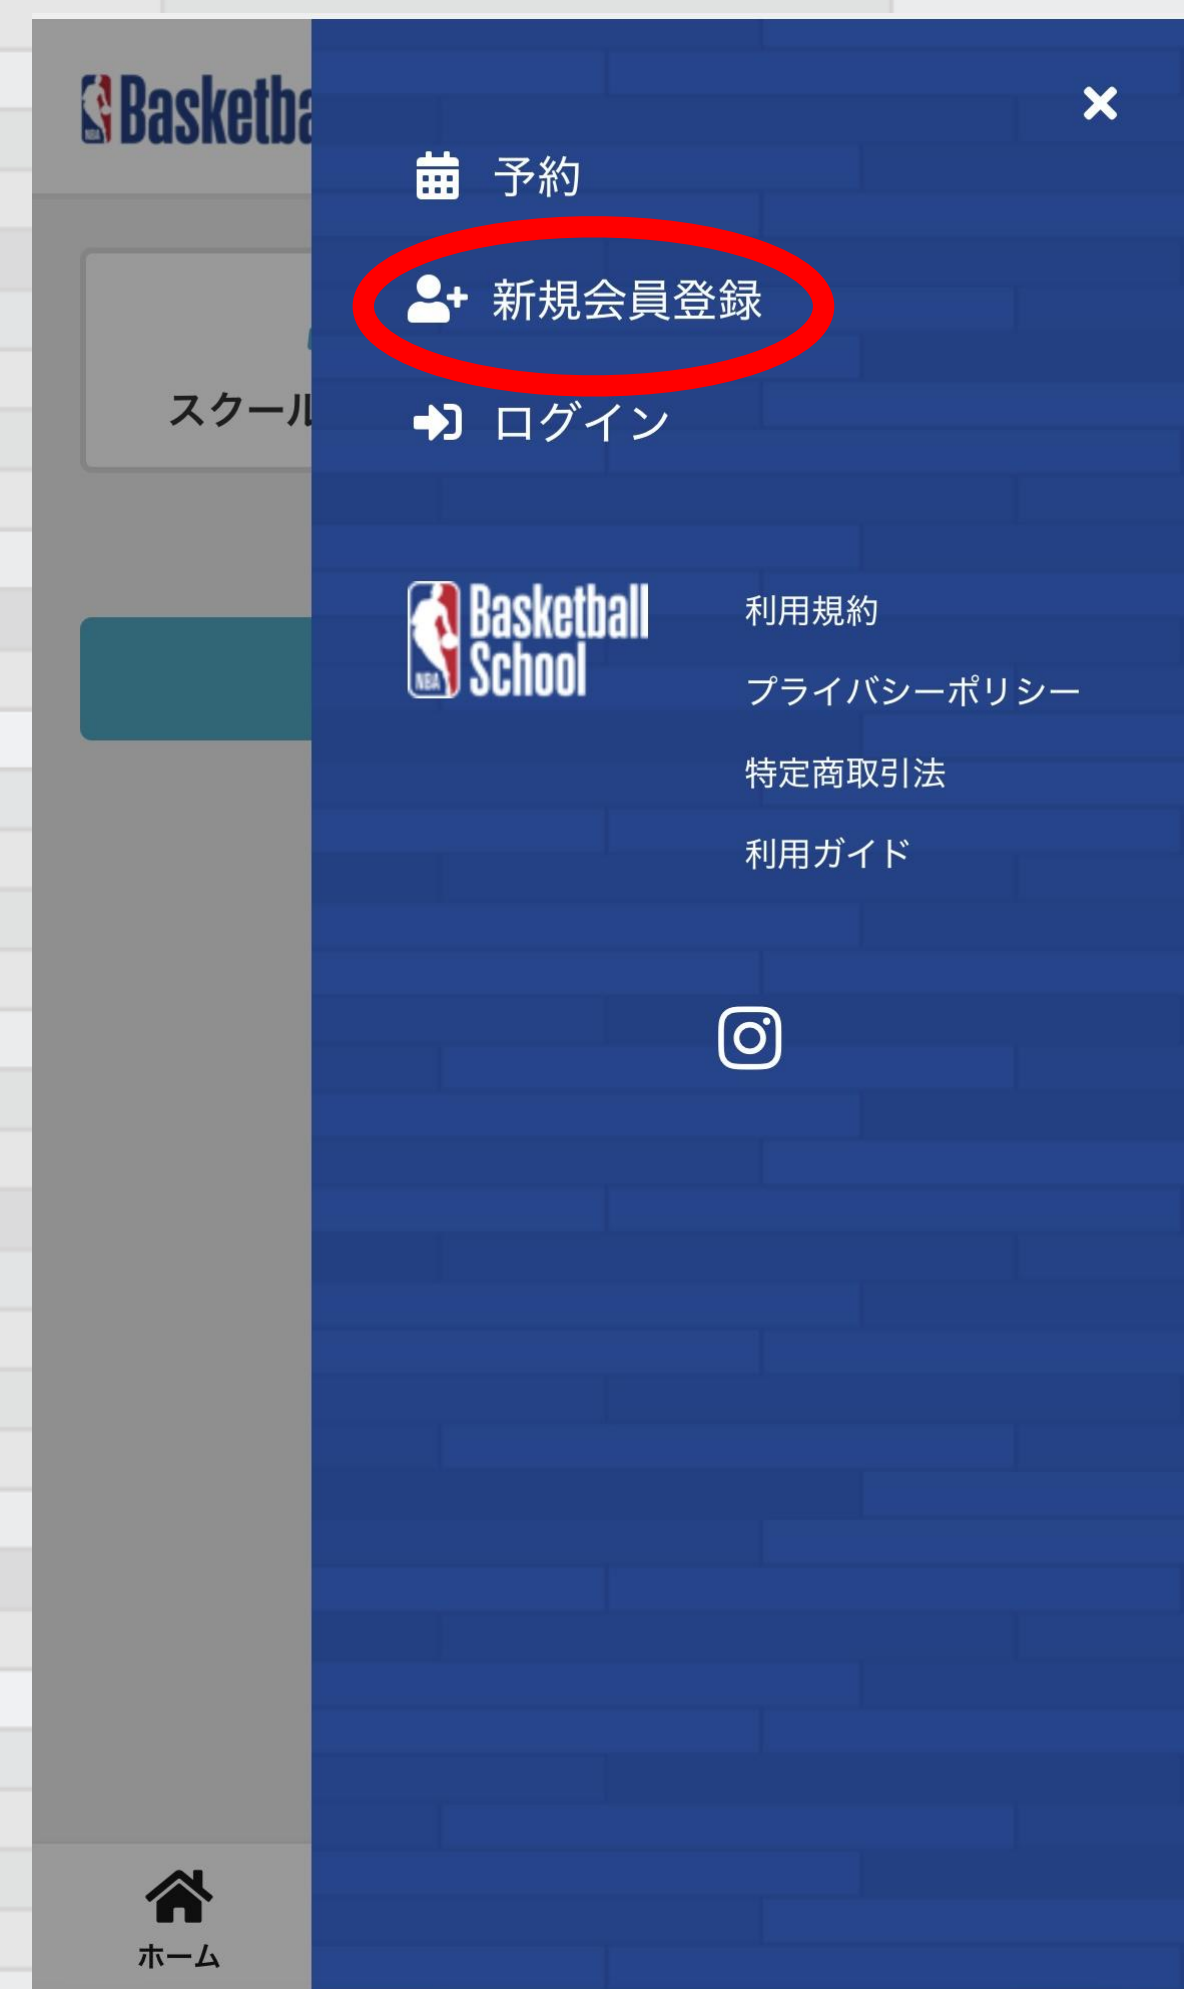 Basketba
予約
新規会員登録
スクール
ログイン
NBA
Basketball
School
利用規約
プライバシーポリシー
特定商取引法
利用ガイド
ホーム